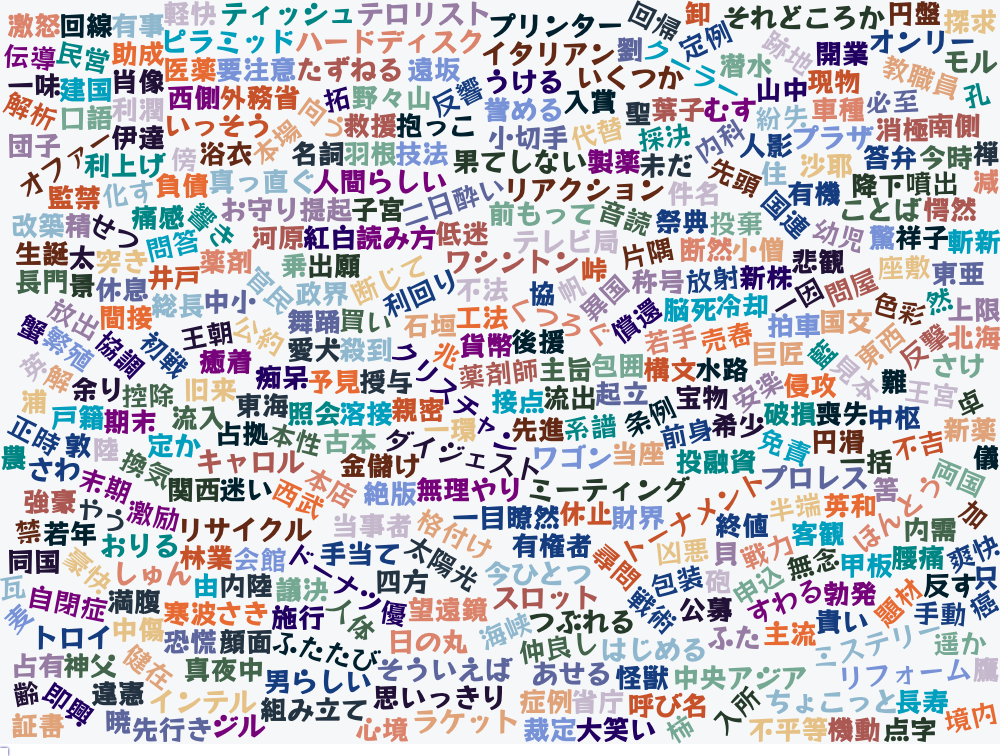 激怒 回線 有事 軽快 ティッシュ テロリスト プリンター 回帰 卸 それどころか 円盤 探求
伝導 民営 助成 ピラミッド ハードディスク イタリアン 劉 クーラー 定例 跡地 開業 オンリー モル
一味 建国 肖像 医薬 要注意 たずねる 遠坂 うける いくつか 潜水 山中 現物 教職員 孔
解析 口語 利潤 西側 外務省 向う 拓 野々山 反響 誉める 入賞 聖 葉子 むす 紛失 車種 必至
団子 オファー 伊達 いっそう 本場 救援 抱っこ 小切手 代替 採決 内科 人影 プラザ 消極 南側
利上げ 傍 浴衣 名詞 羽根 技法 果てしない 製薬 未だ 先頭 住 沙耶 答弁 今時 禅
監禁 化す 負債 真っ直ぐ 人間らしい 二日酔い リアクション 件名 有機 降下 噴出 減
改築 精 せつ 痛感 響き お守り 提起 子宮 前もって 音読 祭典 投棄 国連 ことば 愕然
生誕 太 突き 問答 薬剤 河原 紅白 読み方 低迷 テレビ局 片隅 断然 小僧 幼児 驚 祥子 斬新
長門 景 休息 井戸 官民 乗 出願 断じて ワシントン 峠 称号 放射 新株 悲観 座敷 東亜
放出 間接 総長 中小 政界 利回り 不法 協 帆 異国 償還 脳死 冷却 一因 問屋 色彩 然 上限
蟹 繁殖 協調 初戦 王朝 公約 舞踊 買い 石垣 工法 くつろぐ 若手 売春 拍車 国交 反撃 北海
安 解 癒着 愛犬 殺到 クリスチャン 兆 貨幣 後援 巨匠 藍 見本 東西 さけ
浦 余り 控除 旧来 痴呆 予見 授与 薬剤師 主旨 包囲 横文 水路 安楽 侵攻 難 王宮 卓
戸籍 期末 流入 東海 照会 溶接 親密 接点 流出 起立 条例 宝物 破損 喪失 中枢
正時 敦 陸 定か 占拠 本性 古本 ダイジェスト 一環 先進 系譜 前身 希少 免責 円滑 不吉 新薬
農 さわ 末期 換気 キャロル 金儲け ワゴン 当座 投融資 一括 両国 儀
強豪 やう 激励 関西 迷い 西武 本店 絶版 無理やり ミーティング トーナメント プロレス 筈 ほんとう 吉
禁 若年 おりる リサイクル 当事者 格付け 一目瞭然 休止 財界 終値 半端 英和 客観 内需
同国 豪快 しゅん 林業 会館 ドーナツ 手当て 太陽光 有権者 尋問 凶悪 貝 戦力 無念 甲板 腰痛 爽快
瓦 麦 自閉症 満腹 由 内陸 議決 人体 優 四方 今ひとつ 戦術 包装 砲 申込 すわる 勃発 題材 反す 只
トロイ 中傷 寒波 さき 施行 望遠鏡 スロット つぶれる 公募 貴い 手動 癌
占有 神父 健在 恐慌 顔面 ふたたび 日の丸 海峡 仲良し はじめる ふた 主流 ミステリー 遥か
齢 即興 違憲 真夜中 男らしい そういえば あせる 怪獣 中央アジア リフォーム 鷹
証書 暁 先行き インテル ジル 組み立て 思いっきり 症例 省庁 呼び名 入所 ちょこっと 長寿
心境 ラケット 裁定 大笑い 柿 不平等 機動 点字 境内